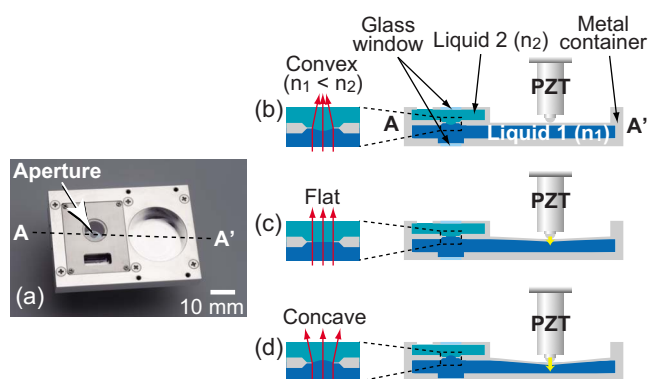 Glass
window
Liquid 2 (n₂)
Metal
container
Convex
(n₁ < n₂)
PZT
(b)
A
A'
Liquid 1 (n₁)
Aperture
A
A'
(a)
10 mm
Flat
(c)
PZT
Concave
(d)
PZT